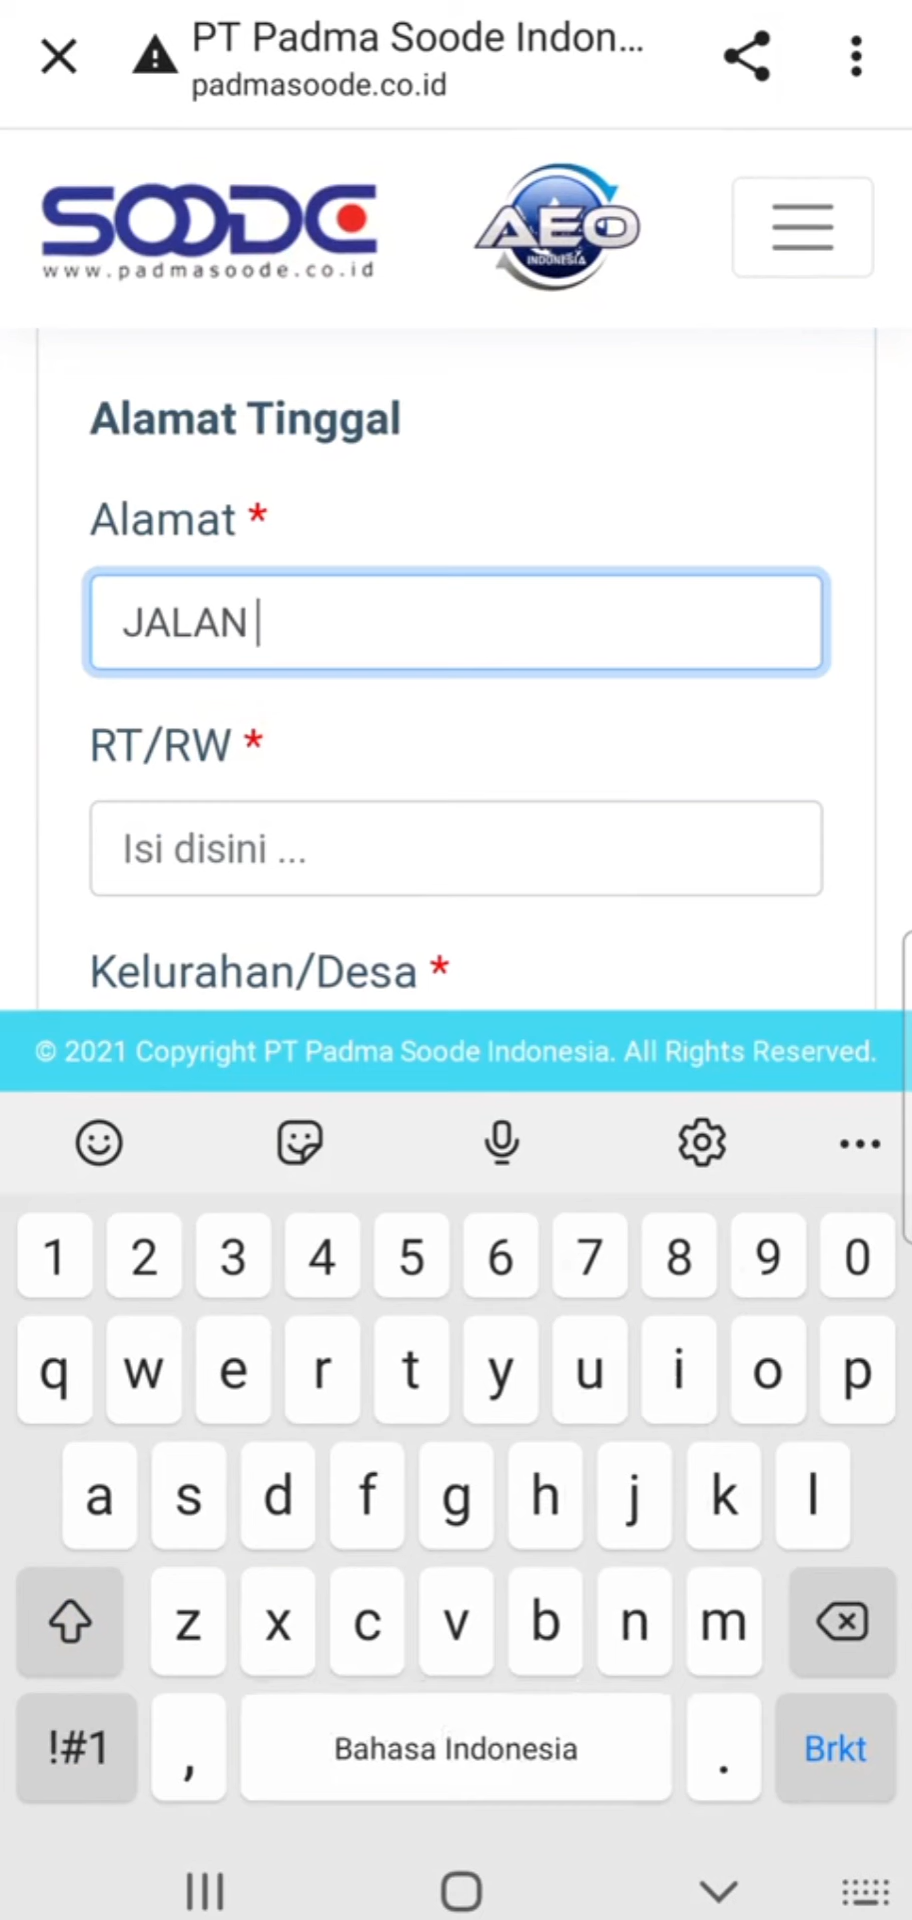 PT Padma Soode Indon...
padmasoode.co.id
SOODE
www.padmasoode.co.id
AEO
INDONESIA
Alamat Tinggal
Alamat *
JALAN
RT/RW *
Isi disini ...
Kelurahan/Desa *
© 2021 Copyright PT Padma Soode Indonesia. All Rights Reserved.
1 2 3 4 5 6 7 8 9 0
q w e r t y u i o p
a s d f g h j k l
z x c v b n m
!#1 , Bahasa Indonesia . Brkt